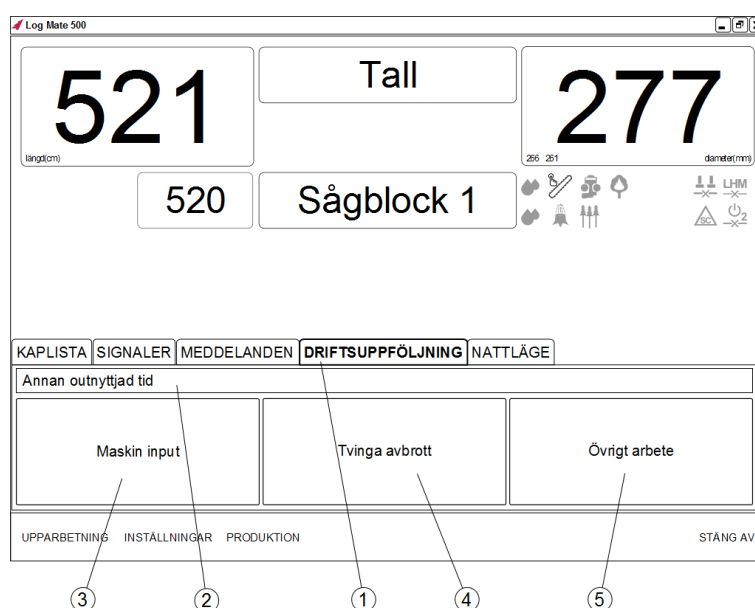 Log Mate 500
521
längd(cm)
Tall
277
266 261
diameter(mm)
520
Sågblock 1
LHM
SC
2
KAPLISTA SIGNALER MEDDELANDEN DRIFTSUPPFÖLJNING NATTLÄGE
Annan outnyttjad tid
Maskin input
Tvinga avbrott
Övrigt arbete
UPPARBETNING INSTÄLLNINGAR PRODUKTION STÄNG AV
3 2 1 4 5